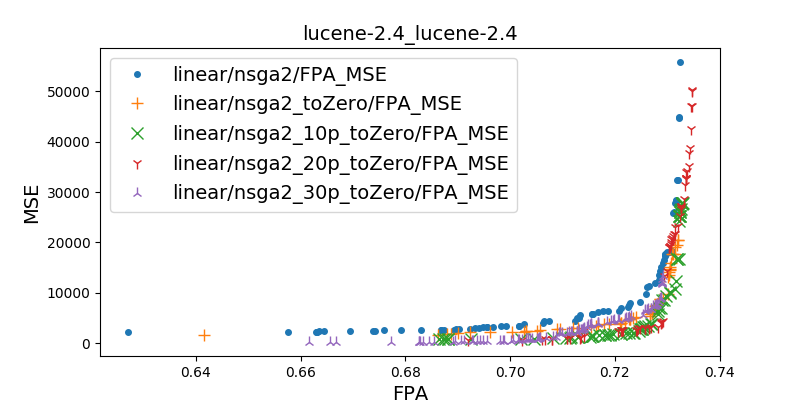 lucene-2.4_lucene-2.4
linear/nsga2/FPA_MSE
linear/nsga2_toZero/FPA_MSE
linear/nsga2_10p_toZero/FPA_MSE
linear/nsga2_20p_toZero/FPA_MSE
linear/nsga2_30p_toZero/FPA_MSE
MSE
50000
40000
30000
20000
10000
0
0.64 0.66 0.68 0.70 0.72 0.74
FPA